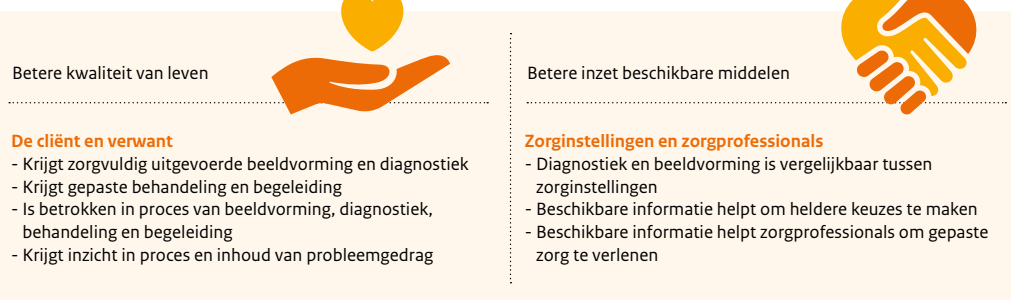 Betere kwaliteit van leven
De cliënt en verwant
- Krijgt zorgvuldig uitgevoerde beeldvorming en diagnostiek
- Krijgt gepaste behandeling en begeleiding
- Is betrokken in proces van beeldvorming, diagnostiek,
behandeling en begeleiding
- Krijgt inzicht in proces en inhoud van probleemgedrag
Betere inzet beschikbare middelen
Zorginstellingen en zorgprofessionals
- Diagnostiek en beeldvorming is vergelijkbaar tussen
zorginstellingen
- Beschikbare informatie helpt om heldere keuzes te maken
- Beschikbare informatie helpt zorgprofessionals om gepaste
zorg te verlenen